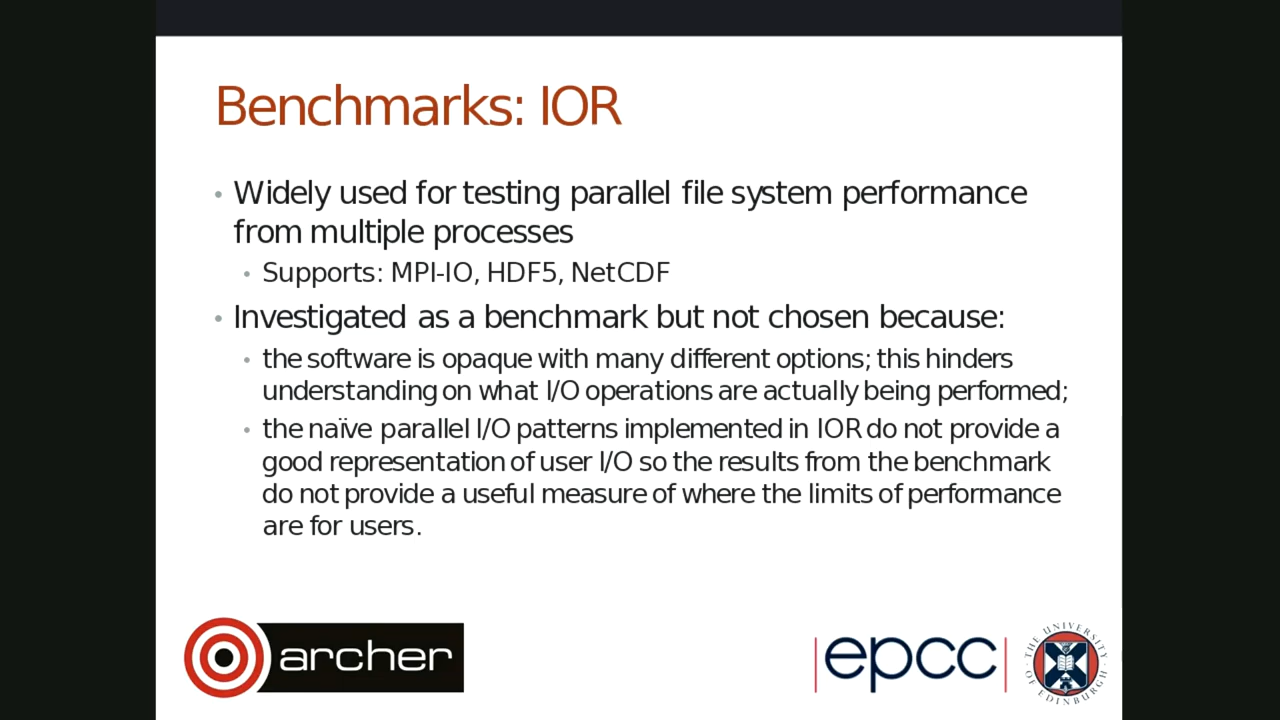 Benchmarks: IOR
• Widely used for testing parallel file system performance
from multiple processes
• Supports: MPI-IO, HDF5, NetCDF
• Investigated as a benchmark but not chosen because:
• the software is opaque with many different options; this hinders
understanding on what I/O operations are actually being performed;
• the naïve parallel I/O patterns implemented in IOR do not provide a
good representation of user I/O so the results from the benchmark
do not provide a useful measure of where the limits of performance
are for users.
archer
epcc
THE UNIVERSITY
OF EDINBURGH